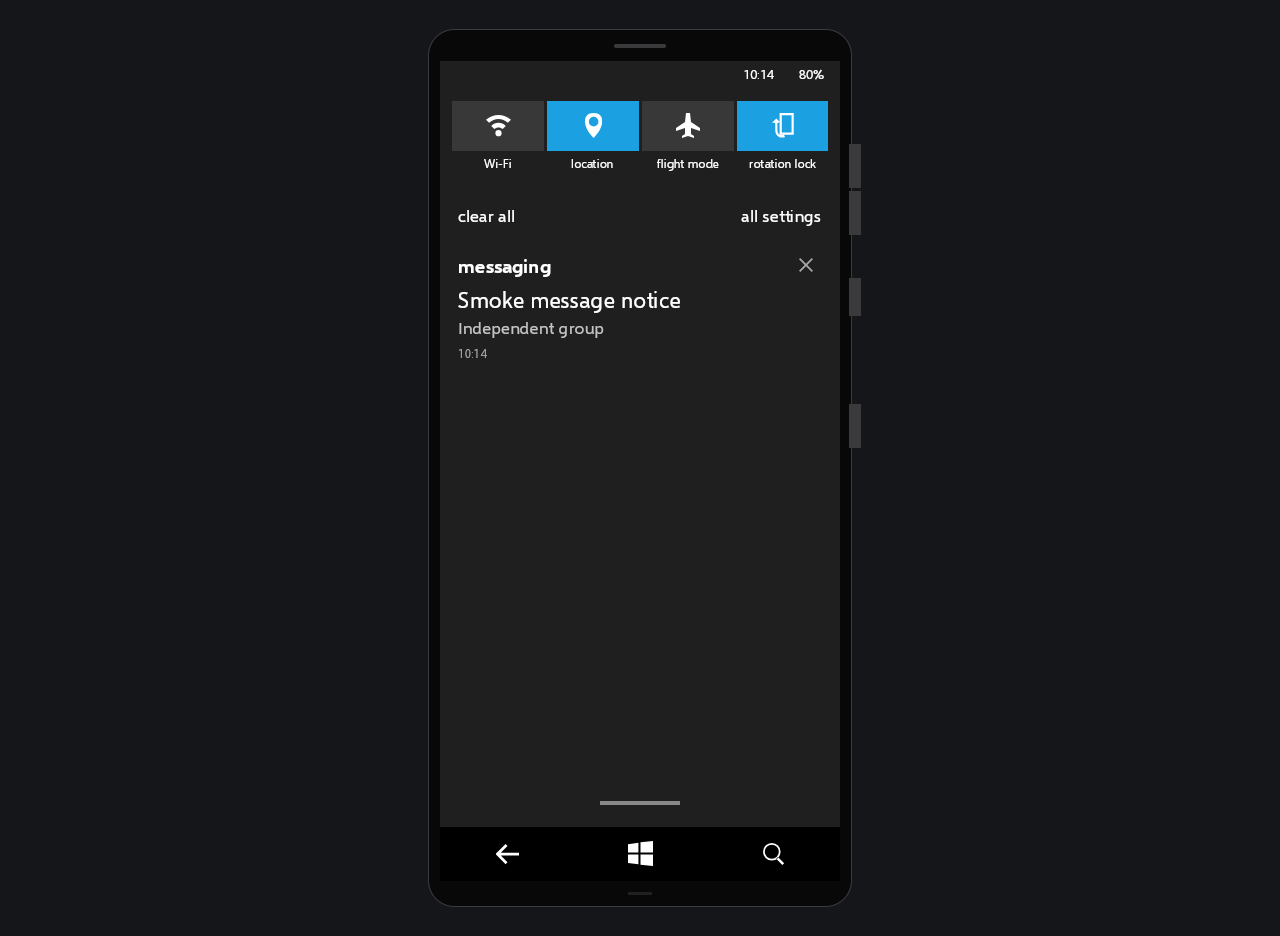 10:14 80%
Wi-Fi location flight mode rotation lock
clear all all settings
messaging
Smoke message notice
Independent group
10:14